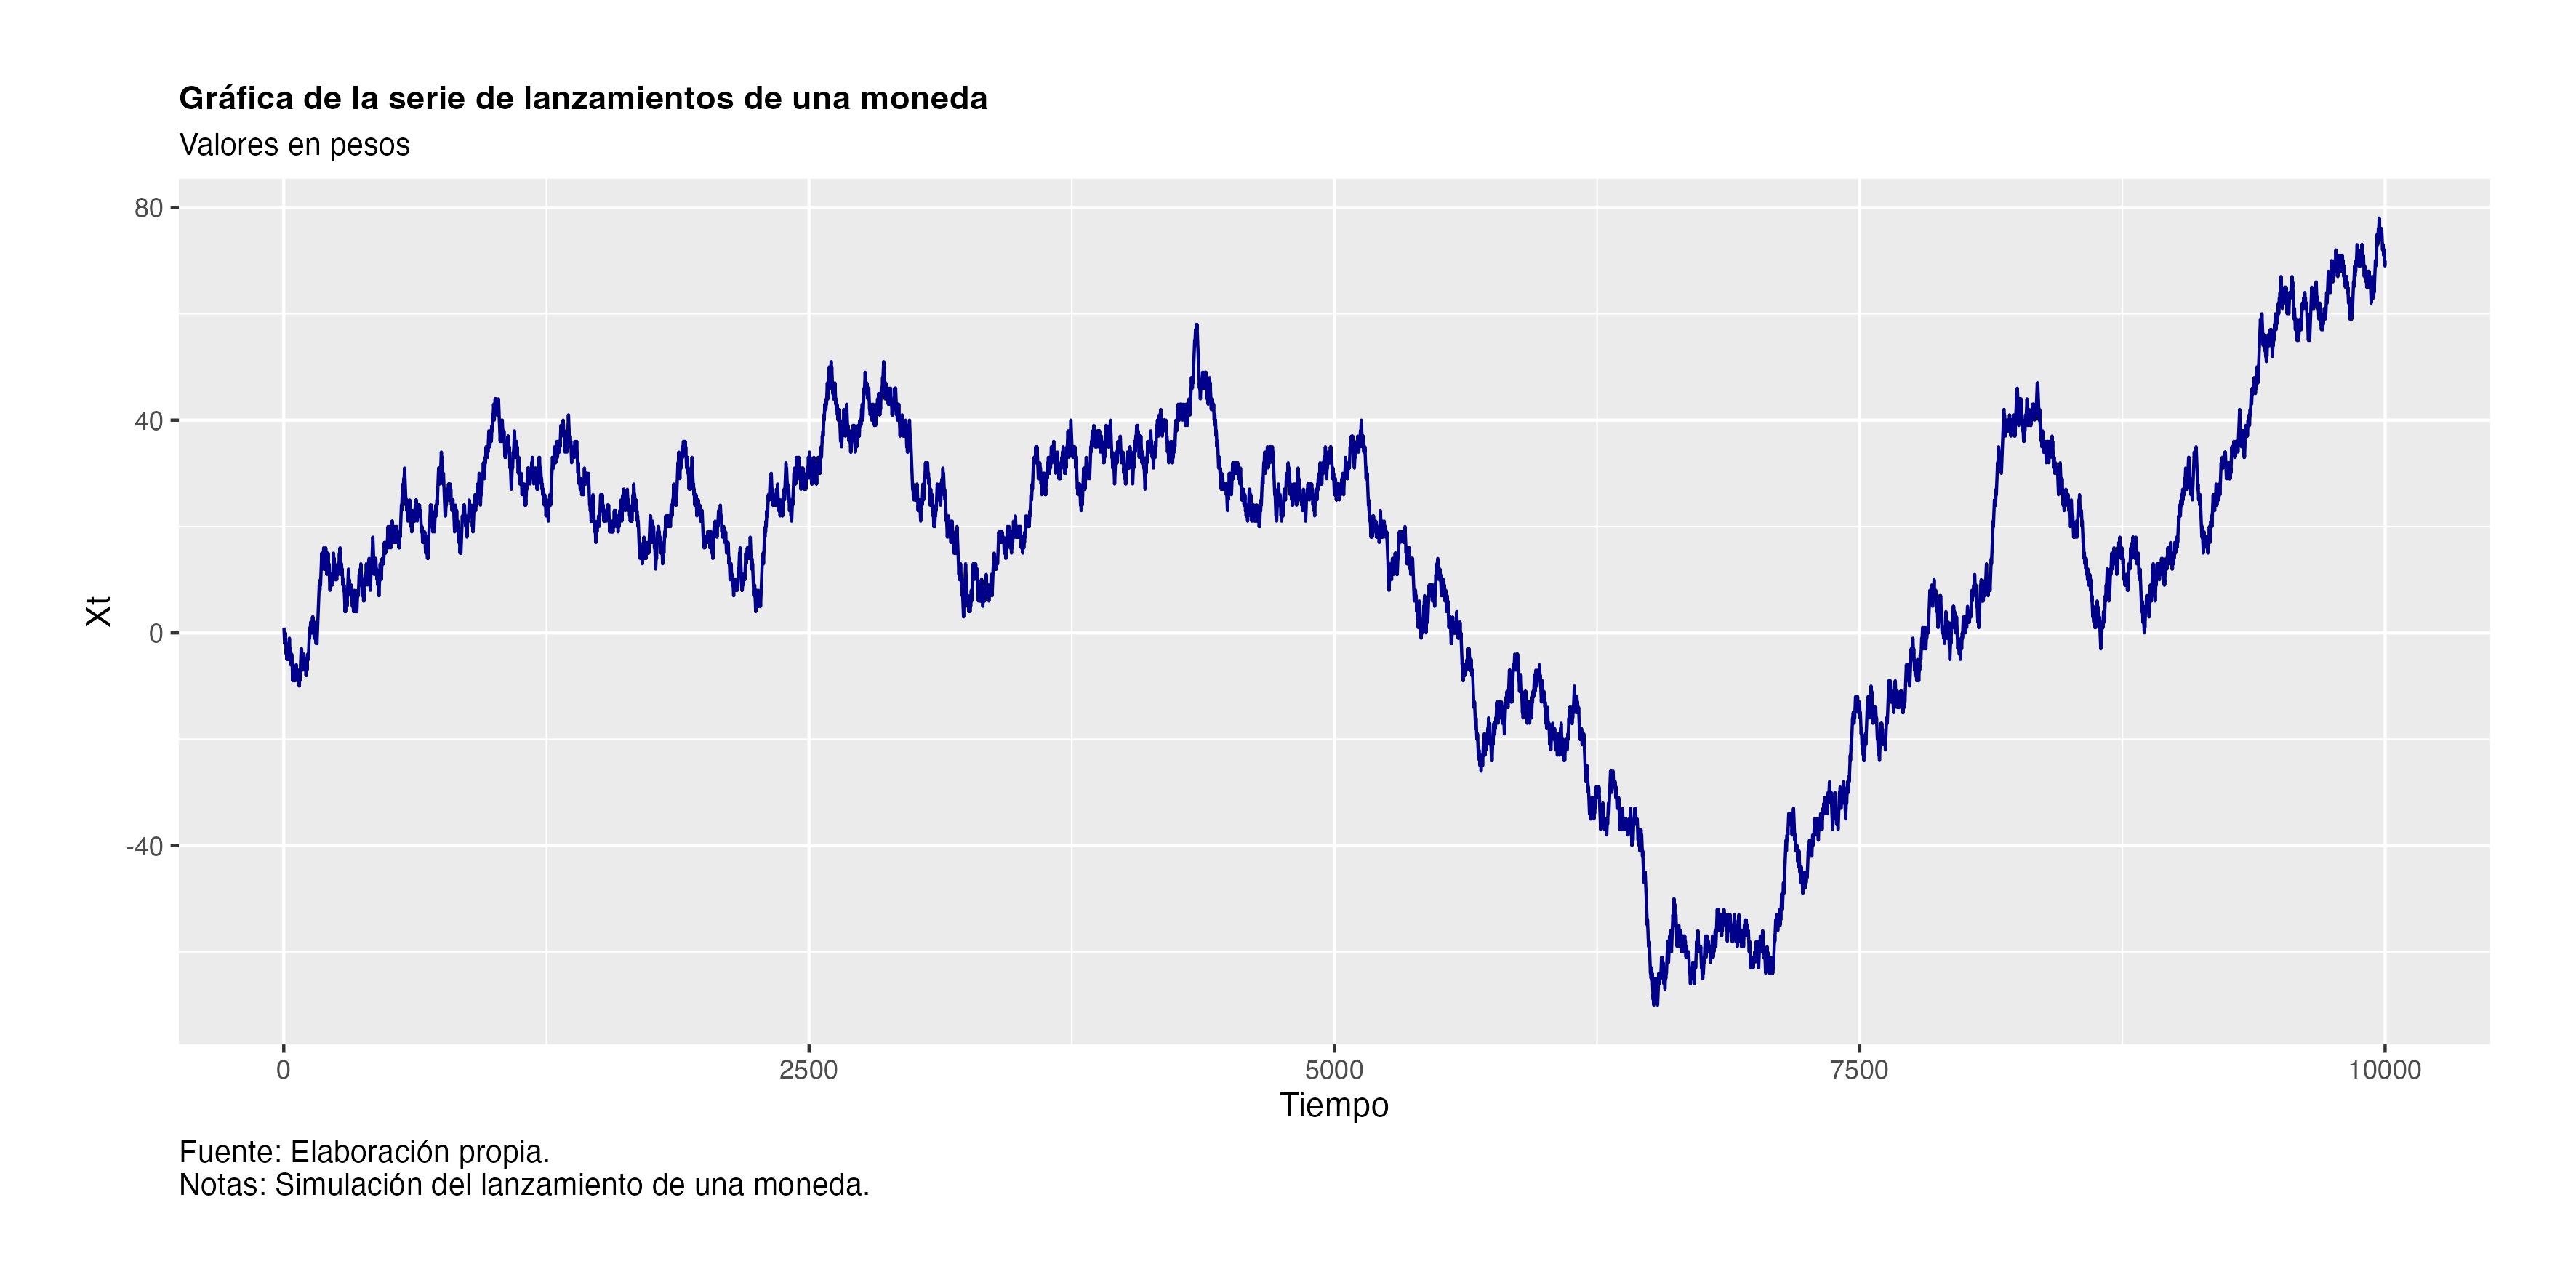 Gráfica de la serie de lanzamientos de una moneda
Valores en pesos
80
40
0
-40
Xt
0 2500 5000 7500 10000
Tiempo
Fuente: Elaboración propia.
Notas: Simulación del lanzamiento de una moneda.